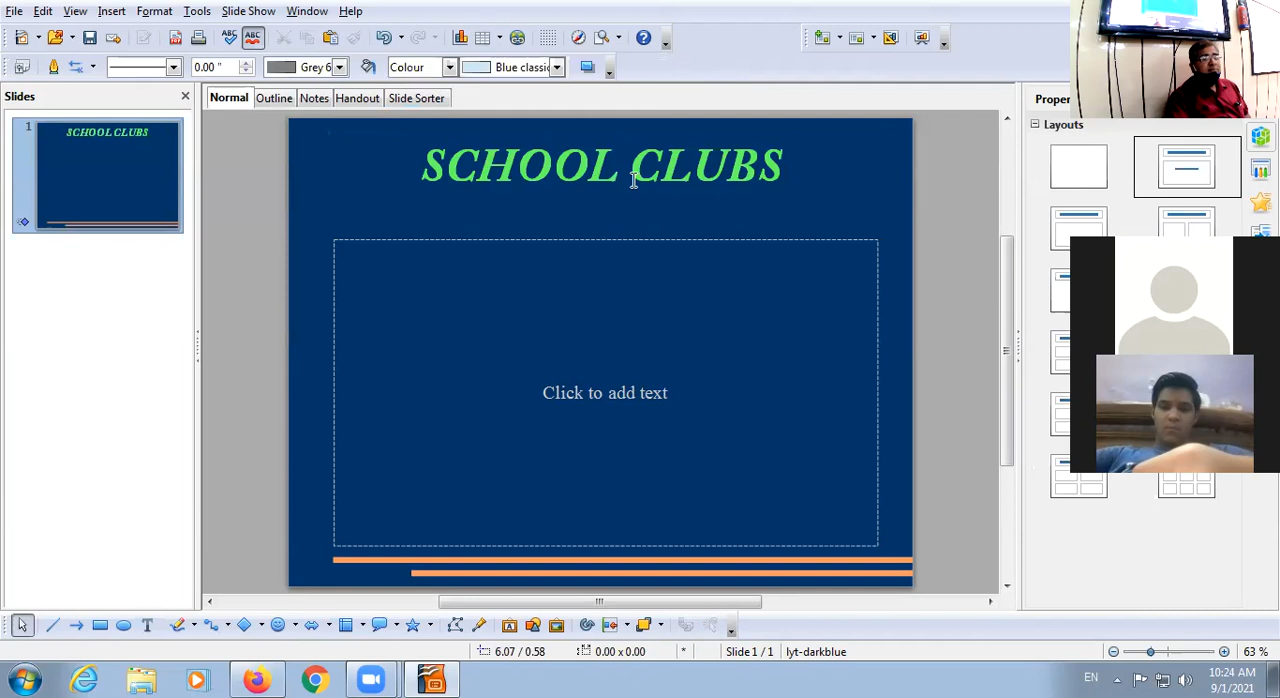 File Edit View Insert Format Tools Slide Show Window Help
0.00 " Grey 6 Colour Blue classic
Slides
Normal Outline Notes Handout Slide Sorter
Layouts
1
SCHOOL CLUBS
SCHOOL CLUBS
Click to add text
6.07 / 0.58 0.00 x 0.00 * Slide 1 / 1 lyt-darkblue 63 %
EN 10:24 AM
9/1/2021